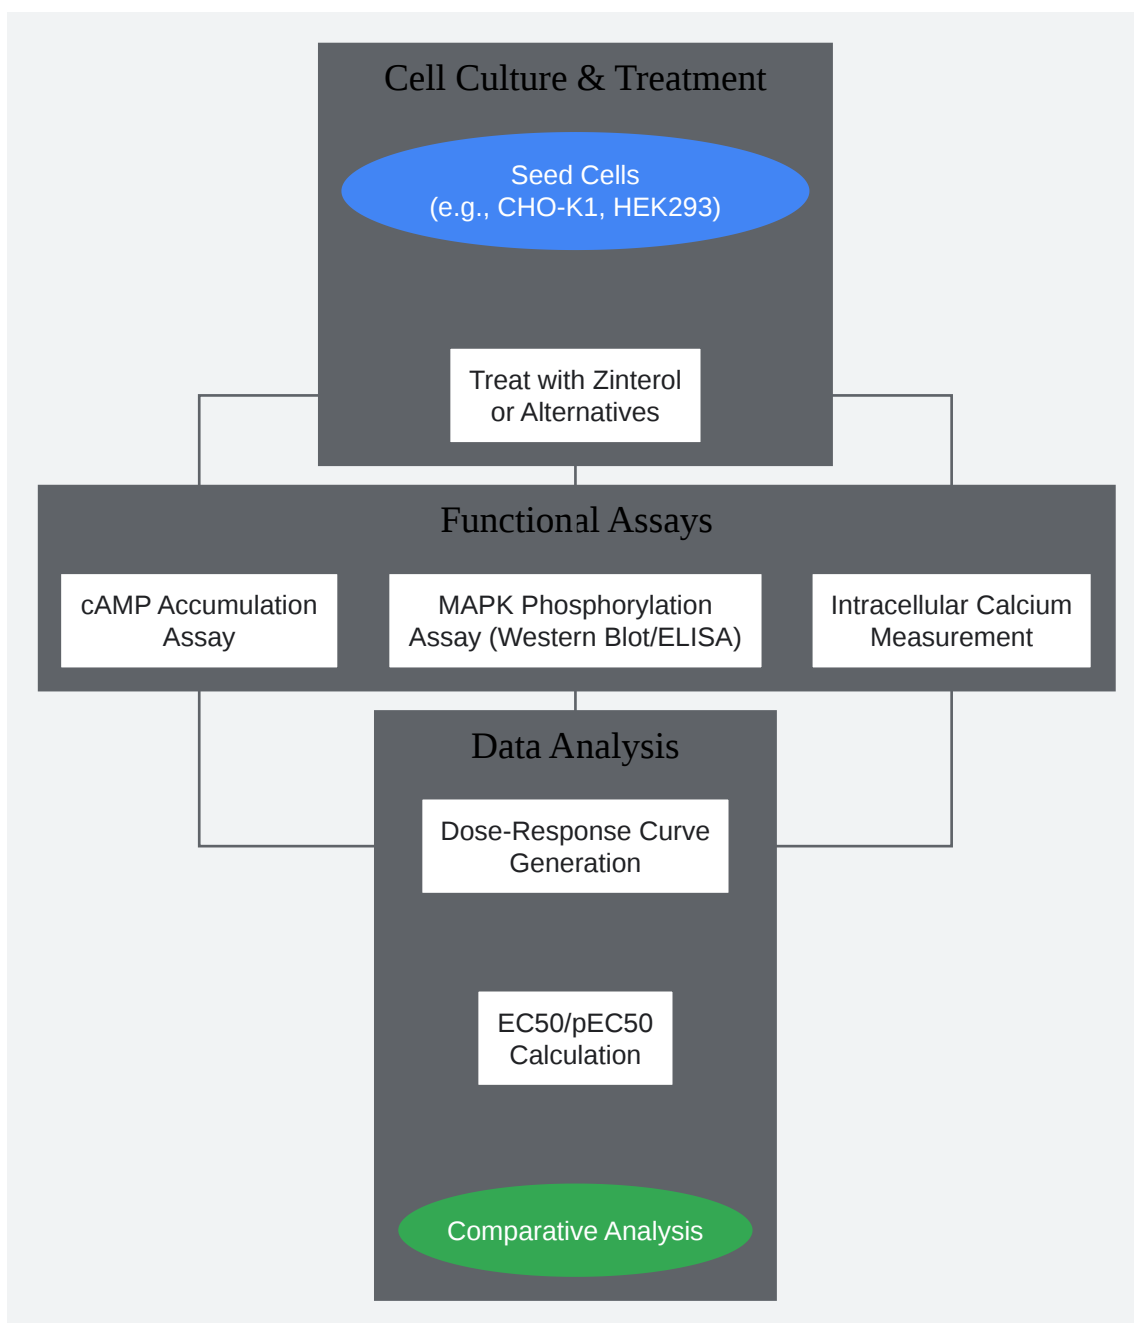 Cell Culture & Treatment
Seed Cells
(e.g., CHO-K1, HEK293)
Treat with Zinterol
or Alternatives
Functional Assays
cAMP Accumulation
Assay
MAPK Phosphorylation
Assay (Western Blot/ELISA)
Intracellular Calcium
Measurement
Data Analysis
Dose-Response Curve
Generation
EC50/pEC50
Calculation
Comparative Analysis